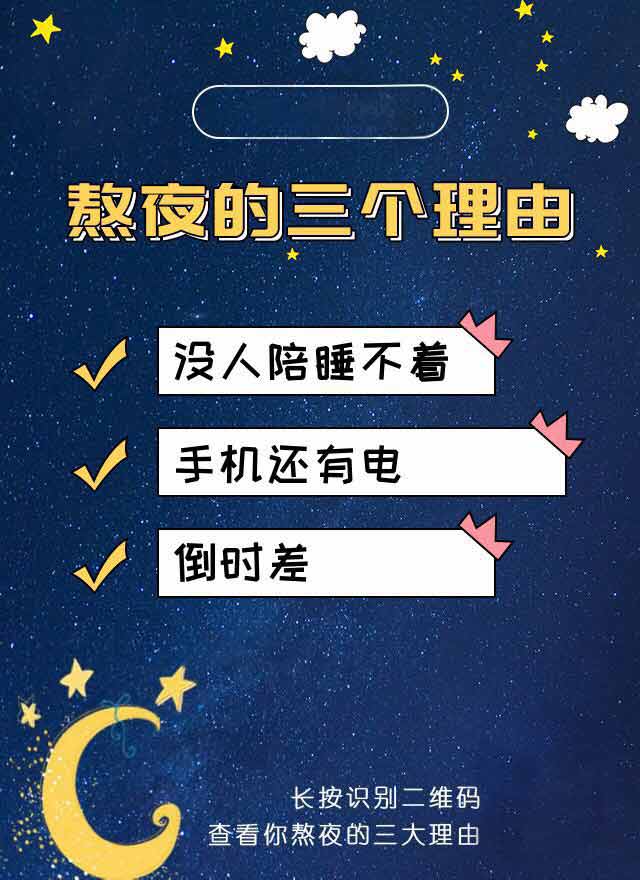 熬夜的三个理由
没人陪睡不着
手机还有电
倒时差
长按识别二维码
查看你熬夜的三大理由